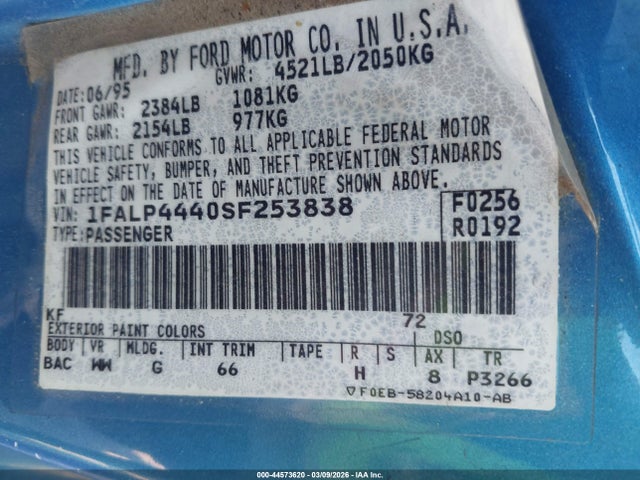 MFD. BY FORD MOTOR CO. IN U.S.A.
DATE: 06/95 GVWR: 4521LB/2050KG
FRONT GAWR: 2384LB 1081KG
REAR GAWR: 2154LB 977KG
THIS VEHICLE CONFORMS TO ALL APPLICABLE FEDERAL MOTOR
VEHICLE SAFETY, BUMPER, AND THEFT PREVENTION STANDARDS
IN EFFECT ON THE DATE OF MANUFACTURE SHOWN ABOVE.
VIN: 1FALP4440SF253838 F0256
TYPE: PASSENGER R0192
KF 72
EXTERIOR PAINT COLORS DSO
BODY VR MLDG. INT TRIM TAPE R S AX TR
BAC WW G 66 H 8 P3266
▽F0EB-58204A10-AB
000-44573620 - 03/09/2026 - IAA Inc.